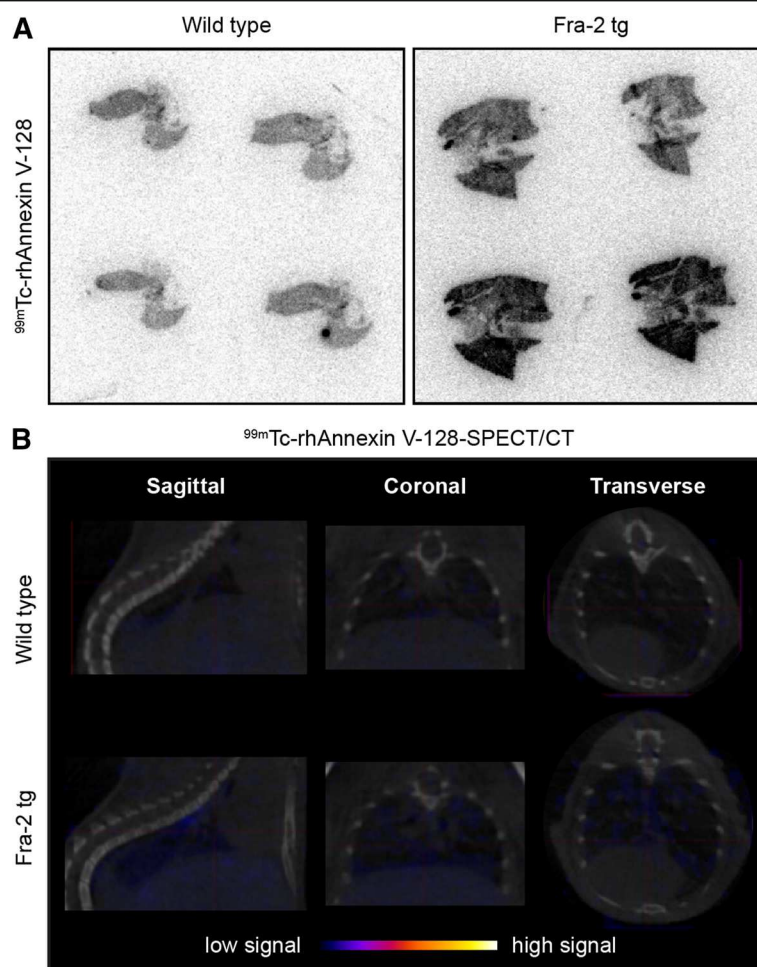 A
Wild type
Fra-2 tg
99mTc-rhAnnexin V-128
B
99mTc-rhAnnexin V-128-SPECT/CT
Sagittal
Coronal
Transverse
Wild type
Fra-2 tg
low signal
high signal